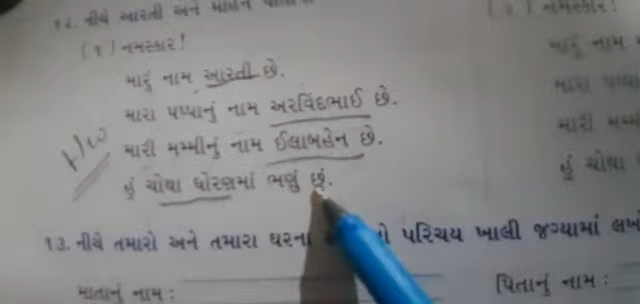 ૧૨. નીચે આરતી અને
(૧) નમસ્કાર!
મારું નામ આરતી છે.
મારા પપ્પાનું નામ અરવિંદભાઈ છે.
મારી મમ્મીનું નામ ઈલાબહેન છે.
હું ચોથા ધોરણમાં ભણું છું.
H/W
નમસ્કાર!
મારું નામ
મારા પપ્પા
મારી મમ્મી
હું ચોથા
૧૩. નીચે તમારો અને તમારા ઘરના પરિચય ખાલી જગ્યામાં લખો
માતાનું નામ :
પિતાનું નામ :